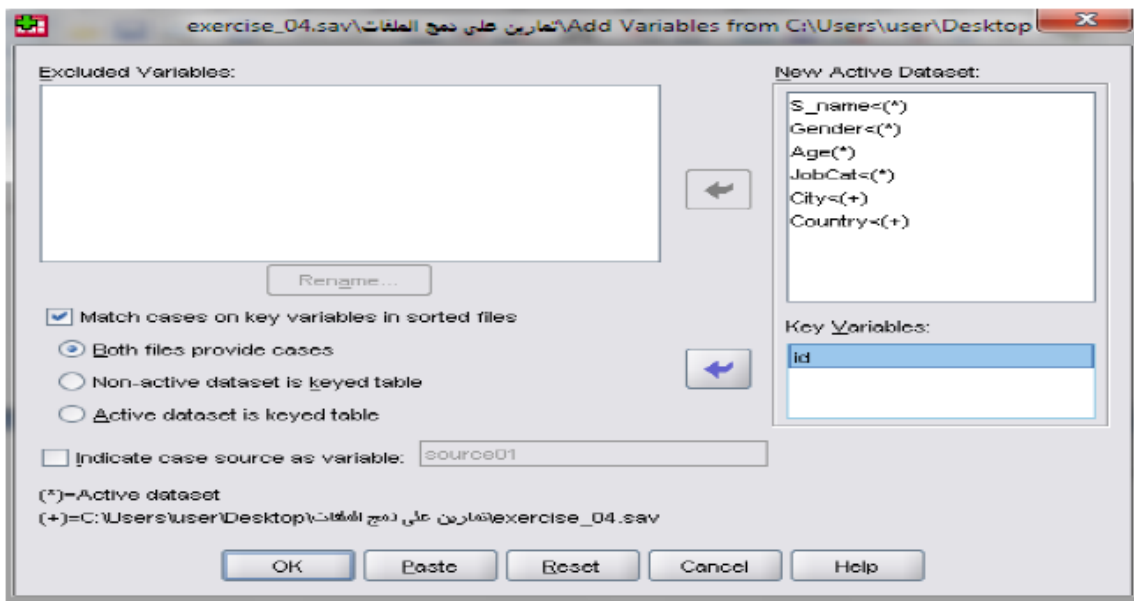 Add Variables from C:\Users\user\Desktop\تمارين على دمج الملفات\exercise_04.sav
Excluded Variables:
New Active Dataset:
S_name<(*)
Gender<(*)
Age(*)
JobCat<(*)
City<(+)
Country<(+)
Rename...
Match cases on key variables in sorted files
Both files provide cases
Non-active dataset is keyed table
Active dataset is keyed table
Key Variables:
id
Indicate case source as variable:
source01
(*)=Active dataset
(+)=C:\Users\user\Desktop\تمارين على دمج الملفات\exercise_04.sav
OK
Paste
Reset
Cancel
Help